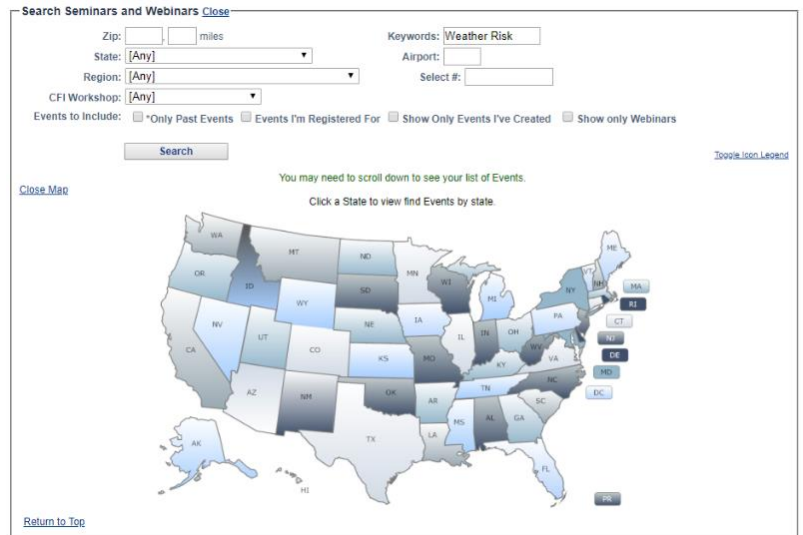 Search Seminars and Webinars Close
Zip: , miles Keywords: Weather Risk
State: [Any] Airport:
Region: [Any] Select #:
CFI Workshop: [Any]
Events to Include: *Only Past Events Events I'm Registered For Show Only Events I've Created Show only Webinars
Search
Toggle Icon Legend
You may need to scroll down to see your list of Events.
Close Map
Click a State to view find Events by state.
WA
MT
ND
MN
ME
OR
ID
SD
WI
MI
VT
NH
NY
MA
RI
WY
IA
PA
CT
NV
UT
NE
IL
IN
OH
NJ
CA
CO
KS
MO
WV
VA
DE
KY
MD
AZ
NM
OK
AR
TN
NC
DC
SC
MS
AL
GA
TX
LA
AK
FL
HI
PR
Return to Top